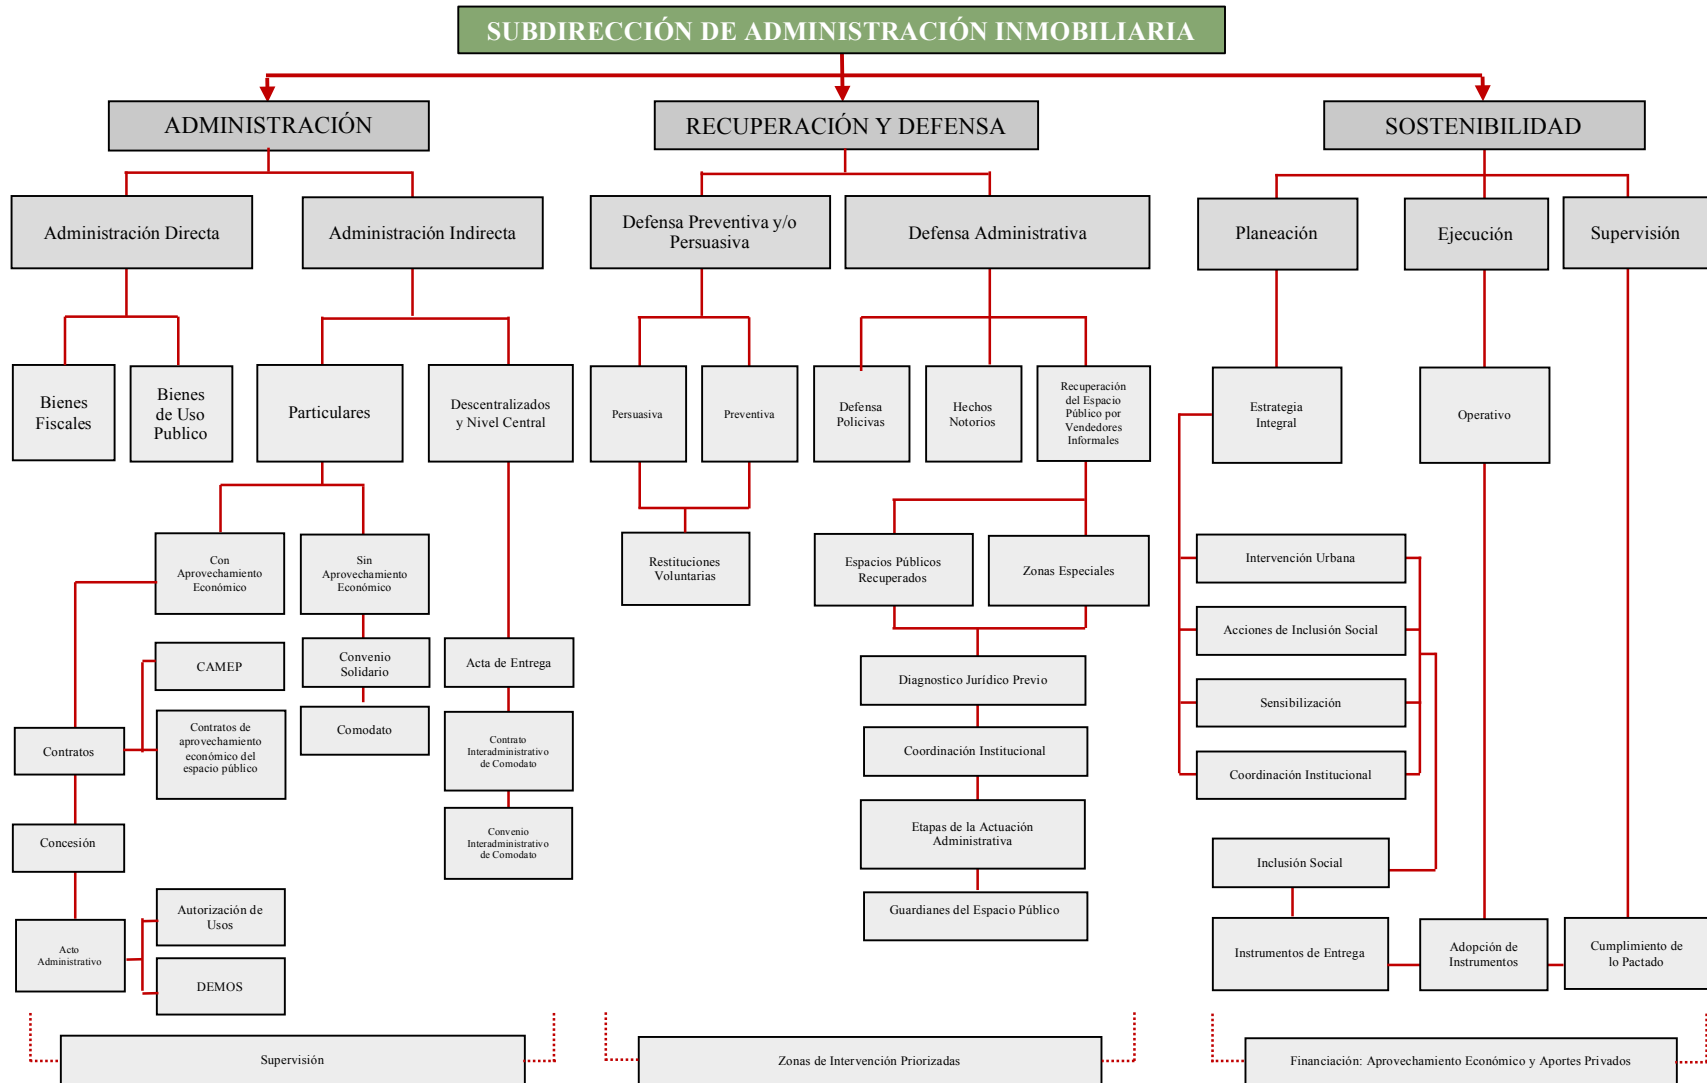 SUBDIRECCIÓN DE ADMINISTRACIÓN INMOBILIARIA
ADMINISTRACIÓN
RECUPERACIÓN Y DEFENSA
SOSTENIBILIDAD
Administración Directa
Administración Indirecta
Defensa Preventiva y/o
Persuasiva
Defensa Administrativa
Planeación
Ejecución
Supervisión
Bienes
Fiscales
Bienes
de Uso
Publico
Particulares
Descentralizados
y Nivel Central
Persuasiva
Preventiva
Defensa
Policivas
Hechos
Notorios
Recuperación
del Espacio
Público por
Vendedores
Informales
Estrategia
Integral
Operativo
Con
Aprovechamiento
Económico
Sin
Aprovechamiento
Económico
Restituciones
Voluntarias
Espacios Públicos
Recuperados
Zonas Especiales
Intervención Urbana
Acciones de Inclusión Social
Sensibilización
Coordinación Institucional
CAMEP
Convenio
Solidario
Acta de Entrega
Diagnostico Jurídico Previo
Contratos
Contratos de
aprovechamiento
económico del
espacio público
Comodato
Contrato
Interadministrativo
de Comodato
Coordinación Institucional
Concesión
Convenio
Interadministrativo
de Comodato
Etapas de la Actuación
Administrativa
Inclusión Social
Autorización de
Usos
Guardianes del Espacio Público
Acto
Administrativo
DEMOS
Instrumentos de Entrega
Adopción de
Instrumentos
Cumplimiento de
lo Pactado
Supervisión
Zonas de Intervención Priorizadas
Financiación: Aprovechamiento Económico y Aportes Privados